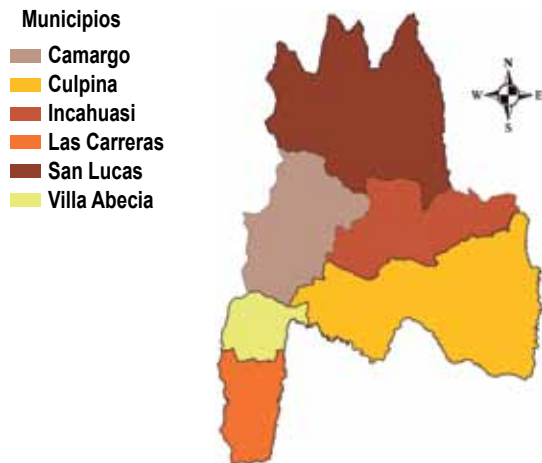 Municipios
Camargo
Culpina
Incahuasi
Las Carreras
San Lucas
Villa Abecia
N
W E
S